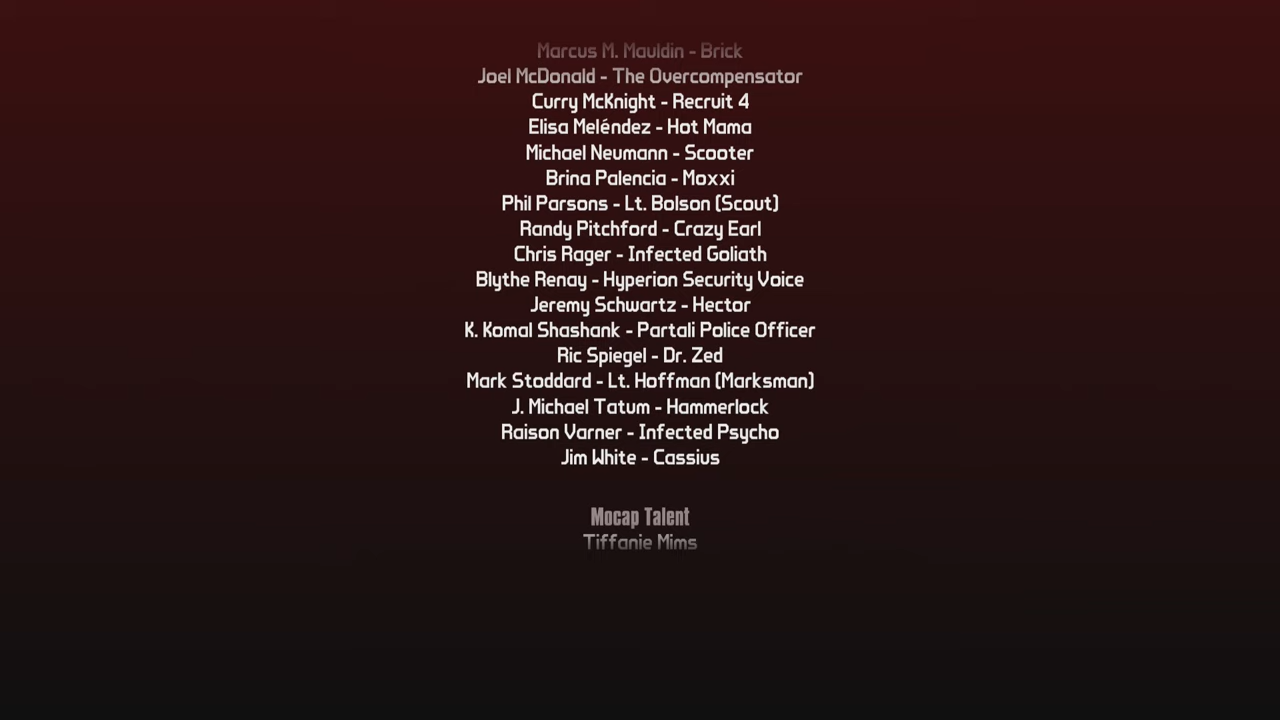 Marcus M. Mauldin - Brick
Joel McDonald - The Overcompensator
Curry McKnight - Recruit 4
Elisa Meléndez - Hot Mama
Michael Neumann - Scooter
Brina Palencia - Moxxi
Phil Parsons - Lt. Bolson (Scout)
Randy Pitchford - Crazy Earl
Chris Rager - Infected Goliath
Blythe Renay - Hyperion Security Voice
Jeremy Schwartz - Hector
K. Komal Shashank - Partali Police Officer
Ric Spiegel - Dr. Zed
Mark Stoddard - Lt. Hoffman (Marksman)
J. Michael Tatum - Hammerlock
Raison Varner - Infected Psycho
Jim White - Cassius
Mocap Talent
Tiffanie Mims